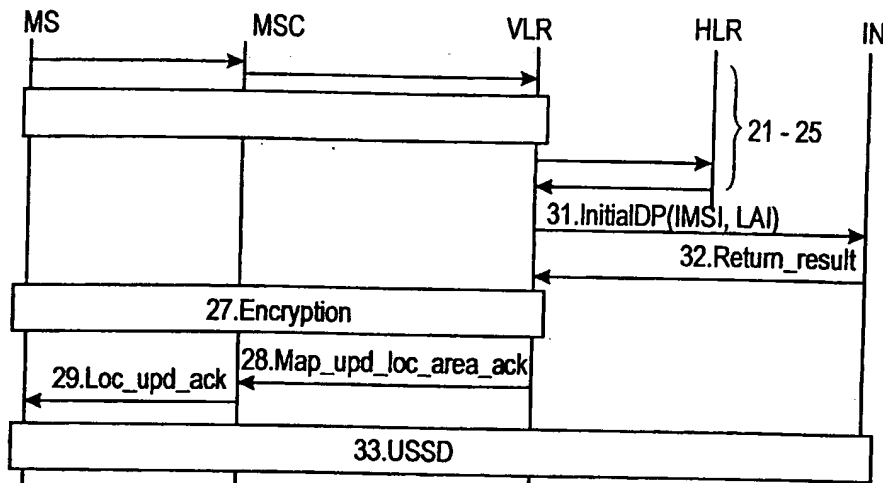 MS MSC VLR HLR IN
21 - 25
31.InitialDP(IMSI, LAI)
32.Return_result
27.Encryption
28.Map_upd_loc_area_ack
29.Loc_upd_ack
33.USSD